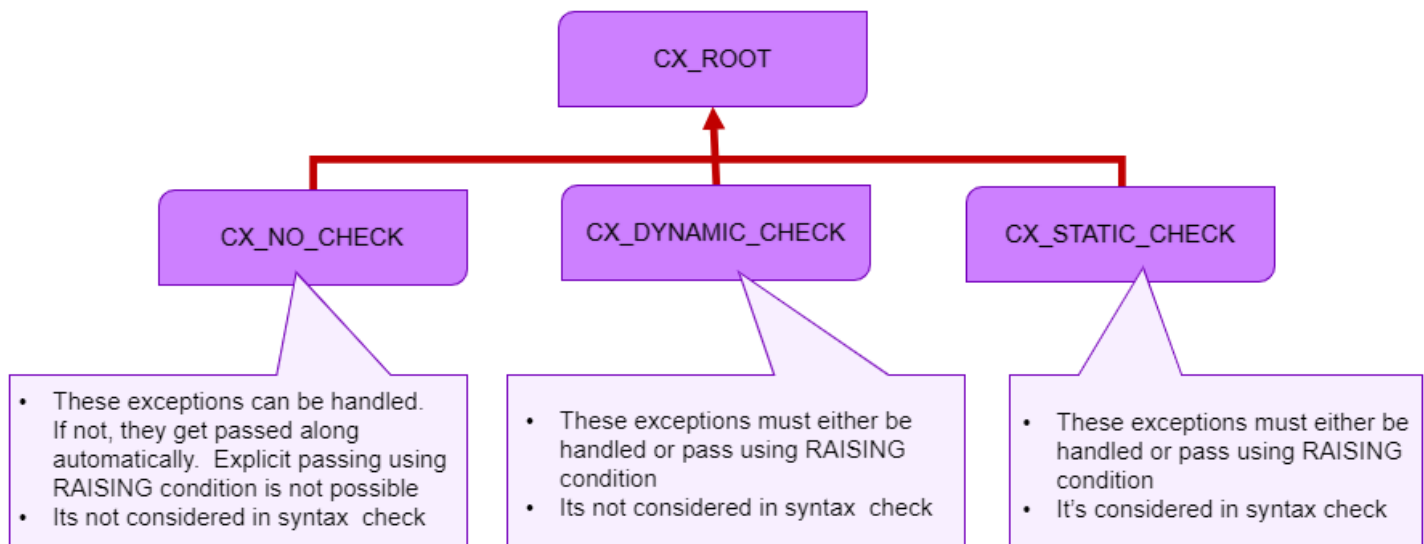 CX_ROOT
CX_NO_CHECK
CX_DYNAMIC_CHECK
CX_STATIC_CHECK
• These exceptions can be handled.
If not, they get passed along
automatically. Explicit passing using
RAISING condition is not possible
• Its not considered in syntax check
• These exceptions must either be
handled or pass using RAISING
condition
• Its not considered in syntax check
• These exceptions must either be
handled or pass using RAISING
condition
• It’s considered in syntax check